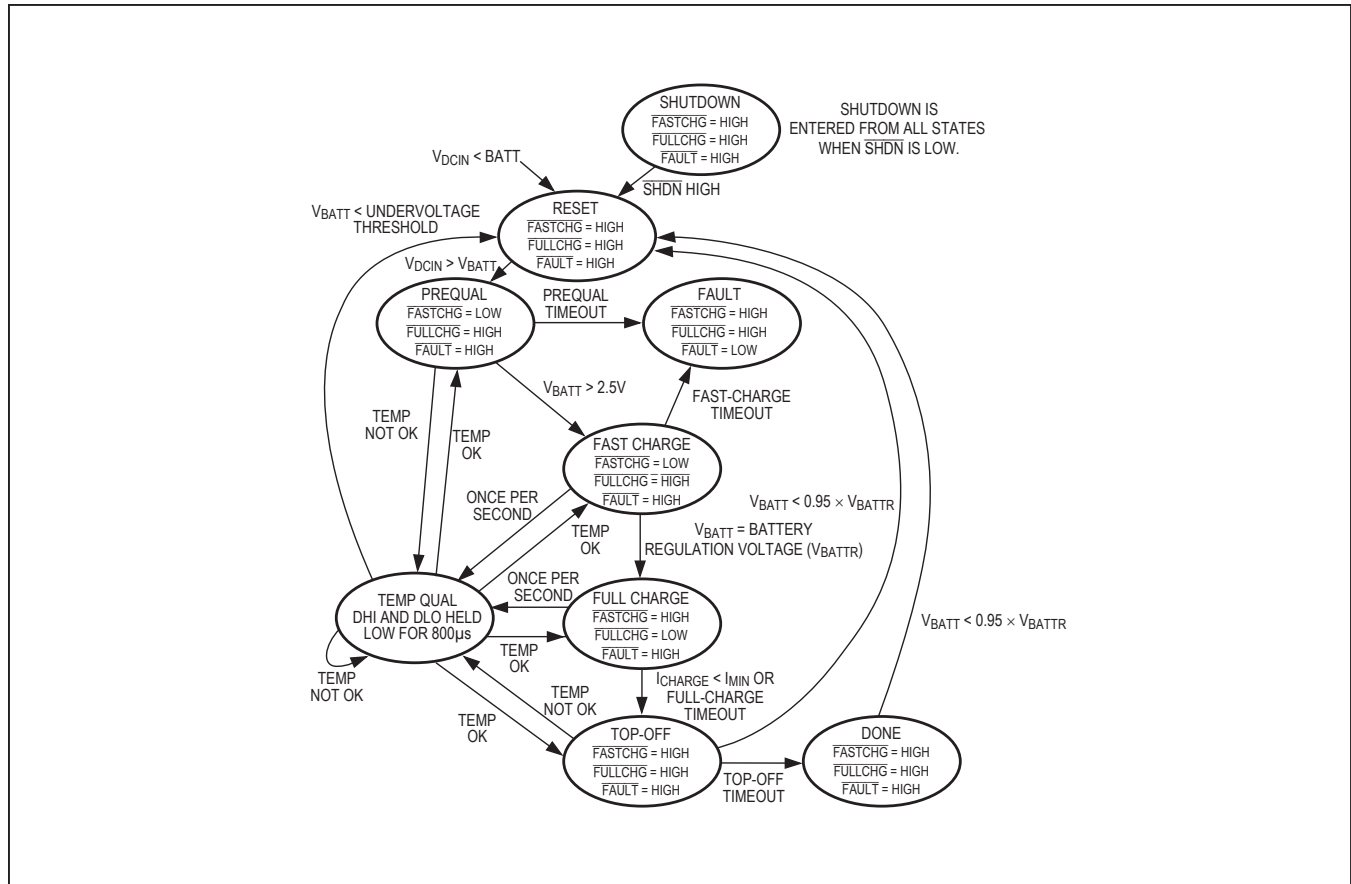 SHUTDOWN
FASTCHG = HIGH
FULLCHG = HIGH
FAULT = HIGH
SHUTDOWN IS
ENTERED FROM ALL STATES
WHEN SHDN IS LOW.
VDCIN < BATT
SHDN HIGH
RESET
FASTCHG = HIGH
FULLCHG = HIGH
FAULT = HIGH
VBATT < UNDERVOLTAGE
THRESHOLD
VDCIN > VBATT
PREQUAL
FASTCHG = LOW
FULLCHG = HIGH
FAULT = HIGH
PREQUAL
TIMEOUT
FAULT
FASTCHG = HIGH
FULLCHG = HIGH
FAULT = LOW
VBATT > 2.5V
FAST-CHARGE
TIMEOUT
TEMP
NOT OK
TEMP
OK
FAST CHARGE
FASTCHG = LOW
FULLCHG = HIGH
FAULT = HIGH
ONCE PER
SECOND
TEMP
OK
VBATT < 0.95 × VBATTR
VBATT = BATTERY
REGULATION VOLTAGE (VBATTR)
TEMP QUAL
DHI AND DLO HELD
LOW FOR 800µs
ONCE PER
SECOND
FULL CHARGE
FASTCHG = HIGH
FULLCHG = LOW
FAULT = HIGH
VBATT < 0.95 × VBATTR
TEMP
OK
TEMP
NOT OK
ICHARGE < IMIN OR
FULL-CHARGE
TIMEOUT
TEMP
NOT OK
TEMP
OK
TOP-OFF
FASTCHG = HIGH
FULLCHG = HIGH
FAULT = HIGH
TOP-OFF
TIMEOUT
DONE
FASTCHG = HIGH
FULLCHG = HIGH
FAULT = HIGH